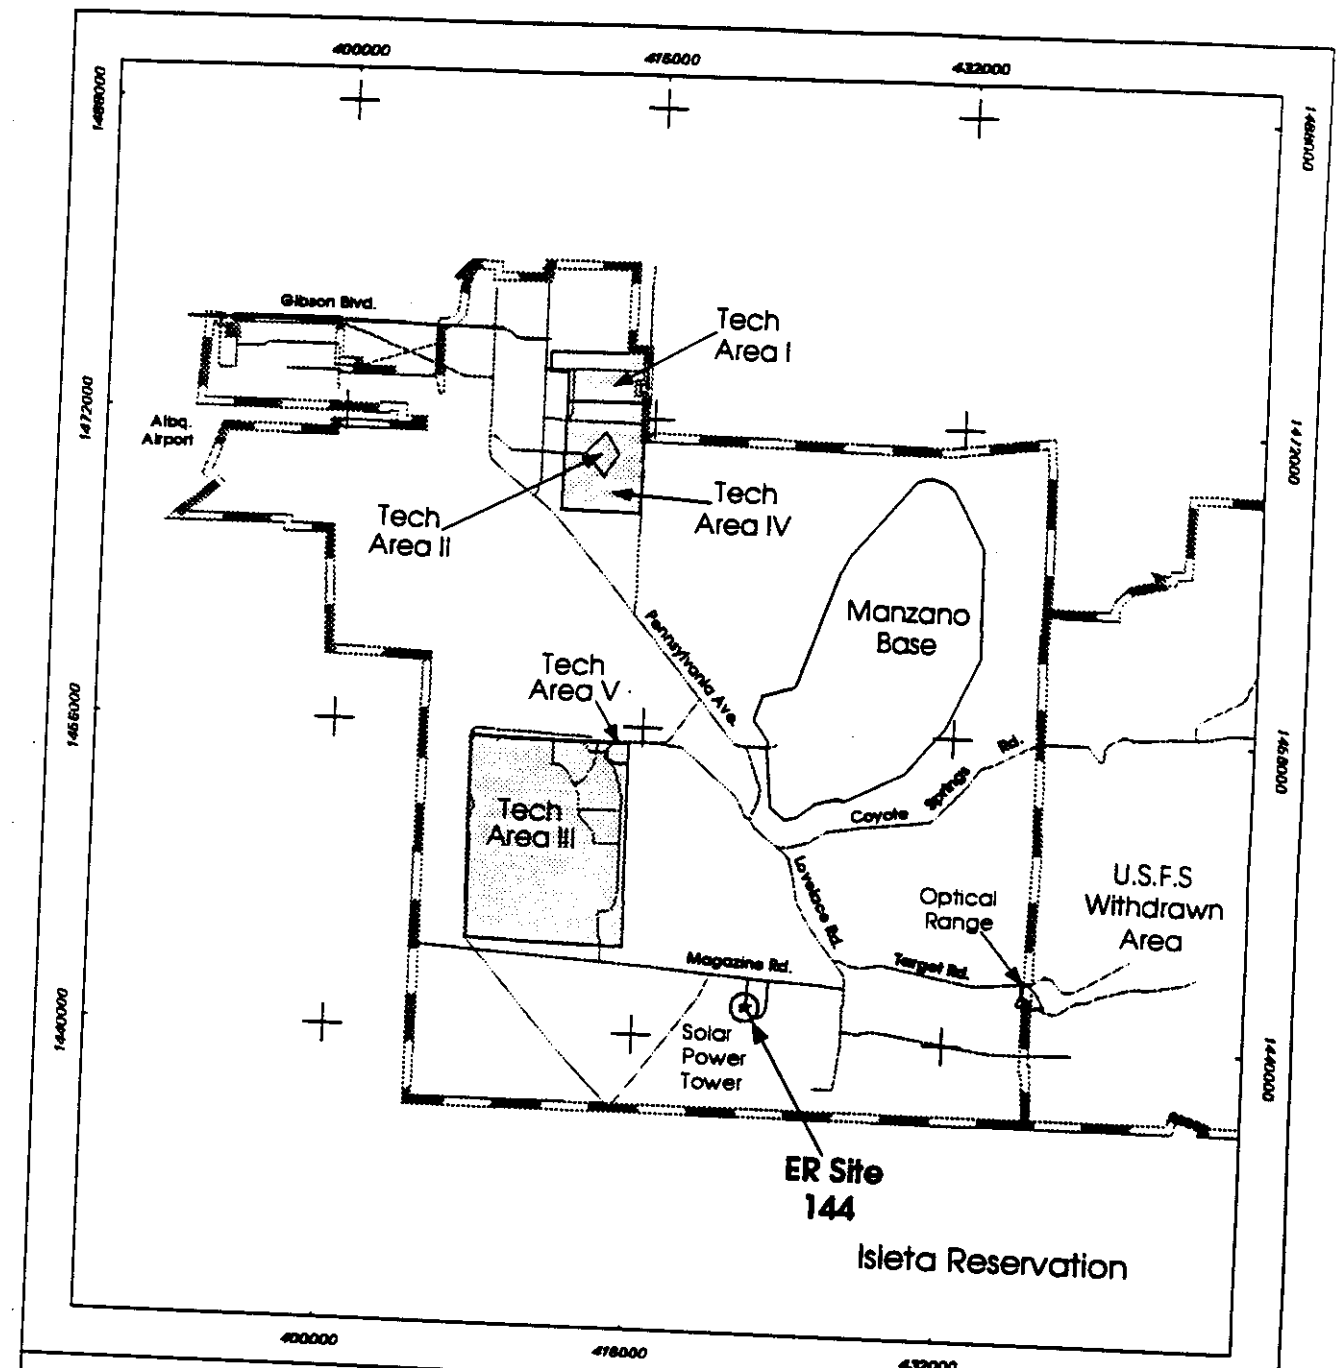 400000
416000
432000
1488000
1488000
Gibson Blvd.
Tech
Area I
1472000
Albq.
Airport
1472000
Tech
Area II
Tech
Area IV
Manzano
Base
Pennsylvania Ave.
Tech
Area V
1456000
Rd.
1456000
Springs
Coyote
Tech
Area III
Lovelace Rd.
U.S.F.S
Withdrawn
Area
Optical
Range
Magazine Rd.
Target Rd.
1440000
Solar
Power
Tower
1440000
ER Site
144
Isleta Reservation
400000
416000
432000